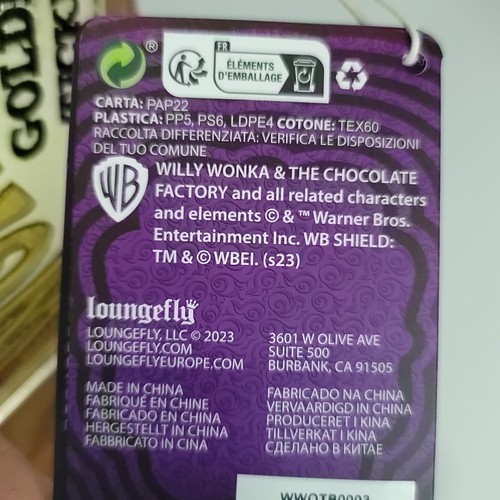 GOLD
®
FR
ÉLÉMENTS
D'EMBALLAGE
CARTA: PAP22
PLASTICA: PP5, PS6, LDPE4 COTONE: TEX60
RACCOLTA DIFFERENZIATA: VERIFICA LE DISPOSIZIONI
DEL TUO COMUNE
WB
WILLY WONKA & THE CHOCOLATE
FACTORY and all related characters
and elements © & ™ Warner Bros.
Entertainment Inc. WB SHIELD:
TM & © WBEI. (s23)
loungefly
LOUNGEFLY, LLC © 2023
LOUNGEFLY.COM
LOUNGEFLYEUROPE.COM
3601 W OLIVE AVE
SUITE 500
BURBANK, CA 91505
MADE IN CHINA
FABRIQUÉ EN CHINE
FABRICADO EN CHINA
HERGESTELLT IN CHINA
FABBRICATO IN CINA
FABRICADO NA CHINA
VERVAARDIGD IN CHINA
PRODUCERET I KINA
TILLVERKAT I KINA
СДЕЛАНО В КИТАЕ